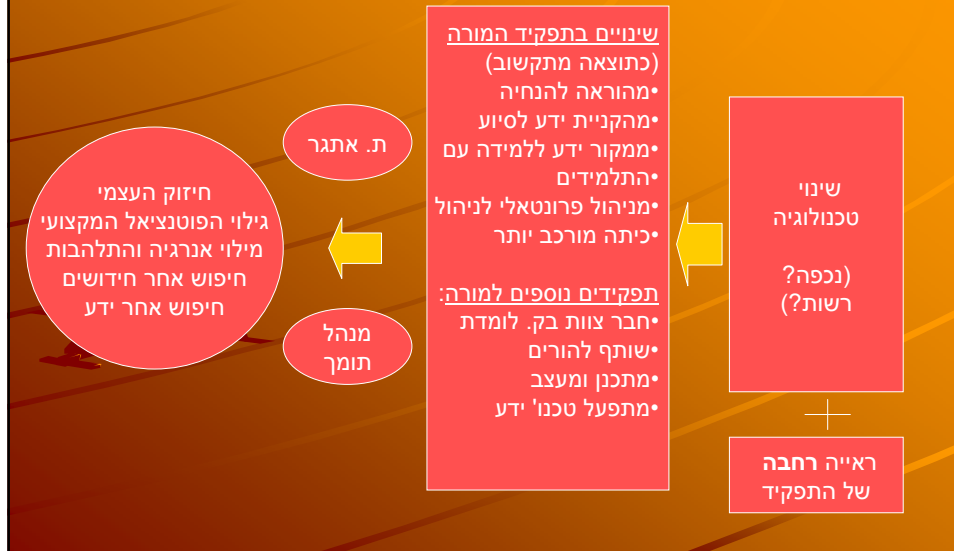 שינוי
טכנולוגיה
(נכפה?
רשות?)
ראייה רחבה
של התפקיד
שינויים בתפקיד המורה
(כתוצאה מתקשוב)
•מהוראה להנחיה
•מהקניית ידע לסיוע
•ממקור ידע ללמידה עם
•התלמידים
•מניהול פרונטאלי לניהול
•כיתה מורכב יותר
תפקידים נוספים למורה:
•חבר צוות בק. לומדת
•שותף להורים
•מתכנן ומעצב
•מתפעל טכנו' ידע
ת. אתגר
מנהל
תומך
חיזוק העצמי
גילוי הפוטנציאל המקצועי
מילוי אנרגיה והתלהבות
חיפוש אחר חידושים
חיפוש אחר ידע